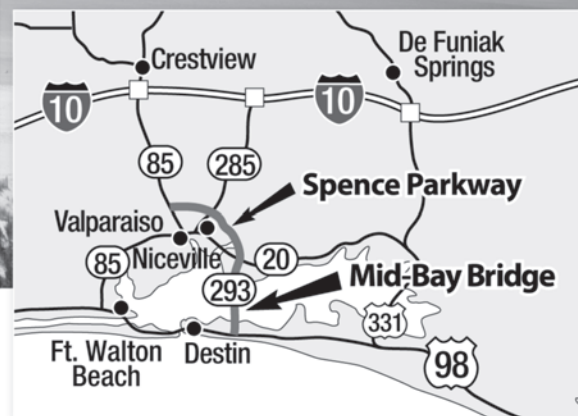 Crestview
De Funiak
Springs
10
10
85
285
Spence Parkway
Valparaiso
Niceville
85
20
Mid-Bay Bridge
293
331
Ft. Walton
Beach
Destin
98